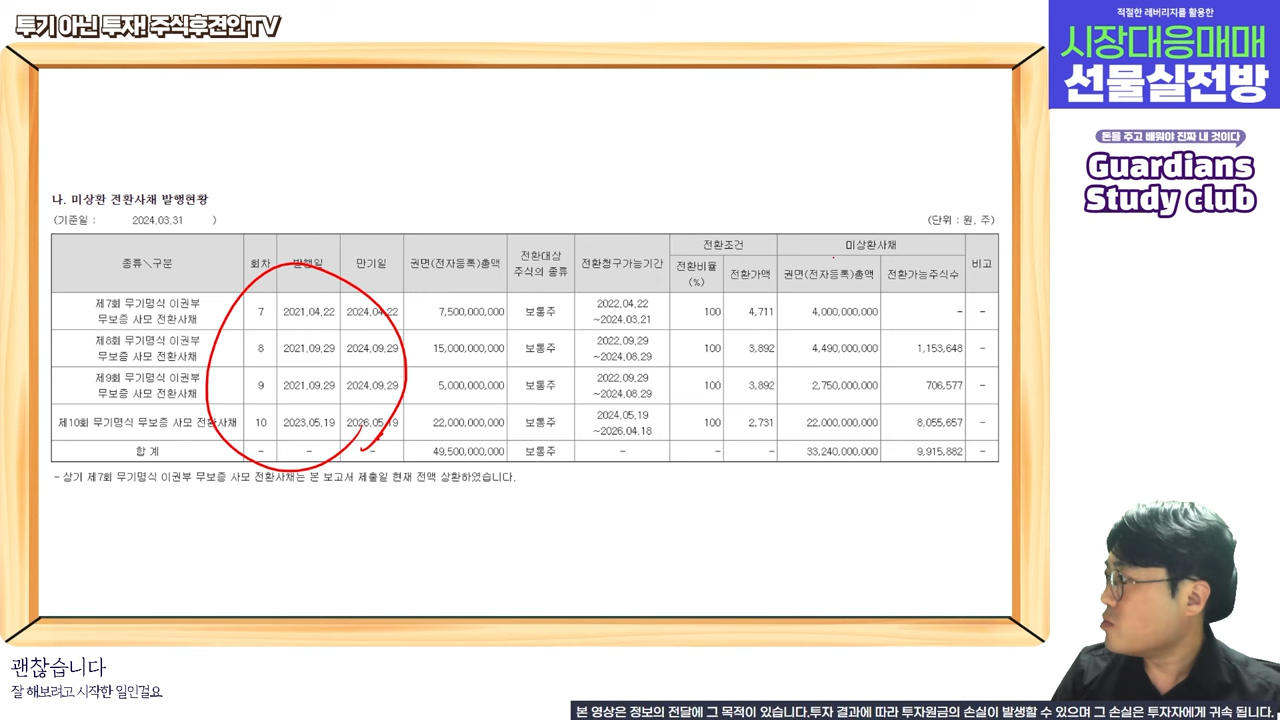 투기 아닌 투재! 주식후견인TV
적절한 레버리지를 활용한
시장대응매매
선물실전방
돈을 주고 배워야 진짜 내 것이다
Guardians
Study club
나. 미상환 전환사채 발행현황
(기준일 : 2024.03.31 ) (단위 : 원, 주)
종류＼구분 회차 발행일 만기일 권면(전자등록)총액 전환대상 주식의 종류 전환청구가능기간 전환조건 미상환사채 비고
전환비율 (%) 전환가액 권면(전자등록)총액 전환가능주식수
제7회 무기명식 이권부 무보증 사모 전환사채 7 2021.04.22 2024.04.22 7,500,000,000 보통주 2022.04.22 ~2024.03.21 100 4,711 4,000,000,000 - -
제8회 무기명식 이권부 무보증 사모 전환사채 8 2021.09.29 2024.09.29 15,000,000,000 보통주 2022.09.29 ~2024.08.29 100 3,892 4,490,000,000 1,153,648 -
제9회 무기명식 이권부 무보증 사모 전환사채 9 2021.09.29 2024.09.29 5,000,000,000 보통주 2022.09.29 ~2024.08.29 100 3,892 2,750,000,000 706,577 -
제10회 무기명식 무보증 사모 전환사채 10 2023.05.19 2026.05.19 22,000,000,000 보통주 2024.05.19 ~2026.04.18 100 2,731 22,000,000,000 8,055,657 -
합 계 - - - 49,500,000,000 보통주 - - - 33,240,000,000 9,915,882 -
- 상기 제7회 무기명식 이권부 무보증 사모 전환사채는 본 보고서 제출일 현재 전액 상환하였습니다.
괜찮습니다
잘 해보려고 시작한 일인걸요
본 영상은 정보의 전달에 그 목적이 있습니다.투자 결과에 따라 투자원금의 손실이 발생할 수 있으며 그 손실은 투자자에게 귀속 됩니다.